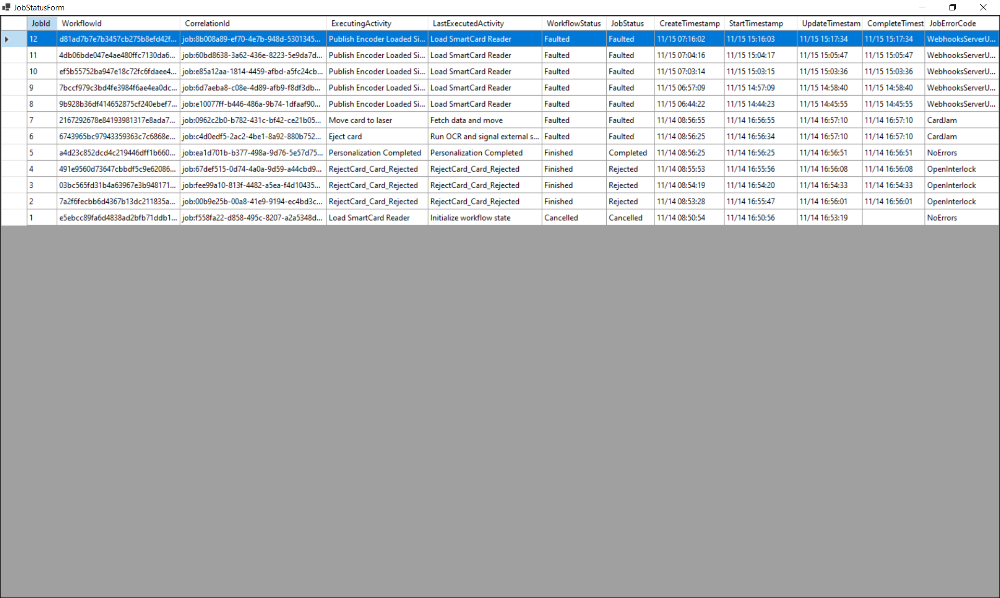 JobStatusForm
JobId WorkflowId CorrelationId ExecutingActivity LastExecutedActivity WorkflowStatus JobStatus CreateTimestamp StartTimestamp UpdateTimestam CompleteTimest JobErrorCode
12 d81ad7b7e7b3457cb275b8efd42f... job:8b008a89-ef70-4e7b-948d-5301345... Publish Encoder Loaded Si... Load SmartCard Reader Faulted Faulted 11/15 07:16:02 11/15 15:16:03 11/15 15:17:34 11/15 15:17:34 WebhooksServerU...
11 4db06bde047e4ae480ffc7130da6... job:60bd8638-3a62-436e-8223-5e9da7d... Publish Encoder Loaded Si... Load SmartCard Reader Faulted Faulted 11/15 07:04:16 11/15 15:04:17 11/15 15:05:47 11/15 15:05:47 WebhooksServerU...
10 ef5b55752ba947e18c72fc6fdaee4... job:e85a12aa-1814-4459-afbd-a5fc24cb... Publish Encoder Loaded Si... Load SmartCard Reader Faulted Faulted 11/15 07:03:14 11/15 15:03:15 11/15 15:03:36 11/15 15:03:36 WebhooksServerU...
9 7bccf979c3bd4fe3984f6ae4ea0dc... job:6d7aeba8-c08e-4d89-afb9-f8df3db... Publish Encoder Loaded Si... Load SmartCard Reader Faulted Faulted 11/15 06:57:09 11/15 14:57:09 11/15 14:58:40 11/15 14:58:40 WebhooksServerU...
8 9b928b36df414652875cf240ebef7... job:e10077ff-b446-486a-9b74-1dfaaf90... Publish Encoder Loaded Si... Load SmartCard Reader Faulted Faulted 11/15 06:44:22 11/15 14:44:23 11/15 14:45:55 11/15 14:45:55 WebhooksServerU...
7 2167292678e84193981317e8ada7... job:0962c2b0-b782-431c-bf42-ce21b05... Move card to laser Fetch data and move Faulted Faulted 11/14 08:56:55 11/14 16:56:55 11/14 16:57:10 11/14 16:57:10 CardJam
6 6743965bc97943359363c7c6868e... job:c4d0edf5-2ac2-4be1-8a92-880b752... Eject card Run OCR and signal external s... Faulted Faulted 11/14 08:56:25 11/14 16:56:34 11/14 16:57:10 11/14 16:57:10 CardJam
5 a4d23c852dcd4c219446dff1b660... job:ea1d701b-b377-498a-9d76-5e57d75... Personalization Completed Personalization Completed Finished Completed 11/14 08:56:25 11/14 16:56:25 11/14 16:56:51 11/14 16:56:51 NoErrors
4 491e9560d73647cbbdf5c9e62086... job:67def515-0d74-4a0a-9d59-a44cbd9... RejectCard_Card_Rejected RejectCard_Card_Rejected Finished Rejected 11/14 08:55:53 11/14 16:55:56 11/14 16:56:08 11/14 16:56:08 OpenInterlock
3 03bc565fd31b4a63967e3b948171... job:fee99a10-813f-4482-a5ea-f4d10435... RejectCard_Card_Rejected RejectCard_Card_Rejected Finished Rejected 11/14 08:54:19 11/14 16:54:20 11/14 16:54:33 11/14 16:54:33 OpenInterlock
2 7a2f6fecbb6d4367b13dc211835a... job:00b9e25b-00a8-41e9-9194-ec4bd3c... RejectCard_Card_Rejected RejectCard_Card_Rejected Finished Rejected 11/14 08:53:28 11/14 16:55:47 11/14 16:56:01 11/14 16:56:01 OpenInterlock
1 e5ebcc89fa6d4838ad2bfb71ddb1... job:f558fa22-d858-495c-8207-a2a5348d... Load SmartCard Reader Initialize workflow state Cancelled Cancelled 11/14 08:50:54 11/14 16:50:56 11/14 16:53:19 NoErrors